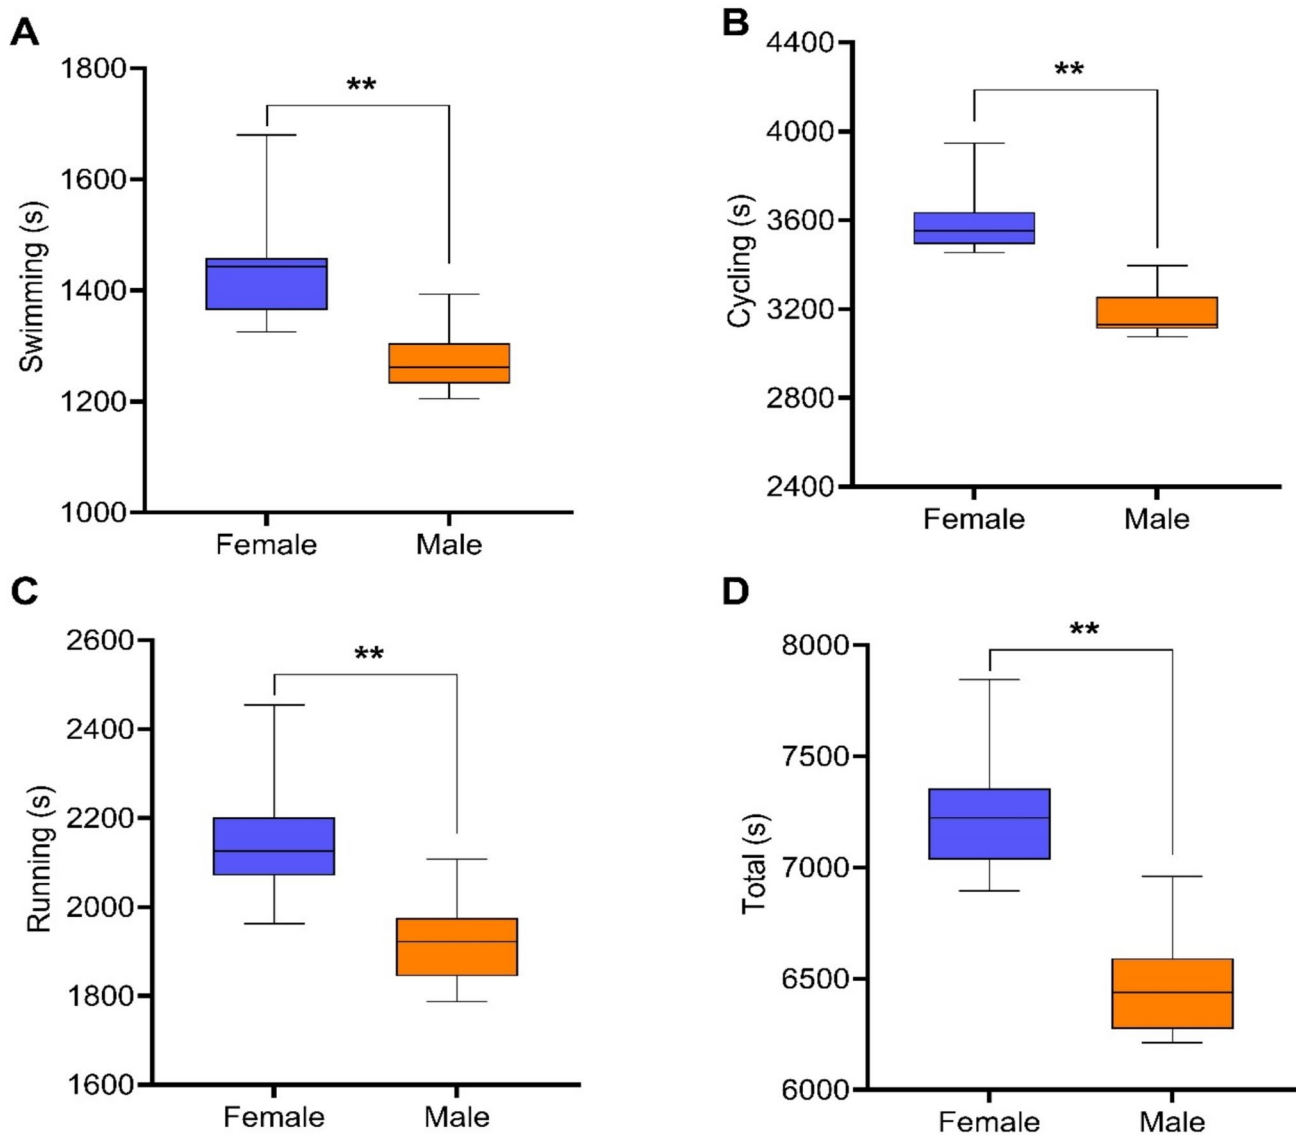 A
Swimming (s)
1800
1600
1400
1200
1000
**
Female Male
B
Cycling (s)
4400
4000
3600
3200
2800
2400
**
Female Male
C
Running (s)
2600
2400
2200
2000
1800
1600
**
Female Male
D
Total (s)
8000
7500
7000
6500
6000
**
Female Male